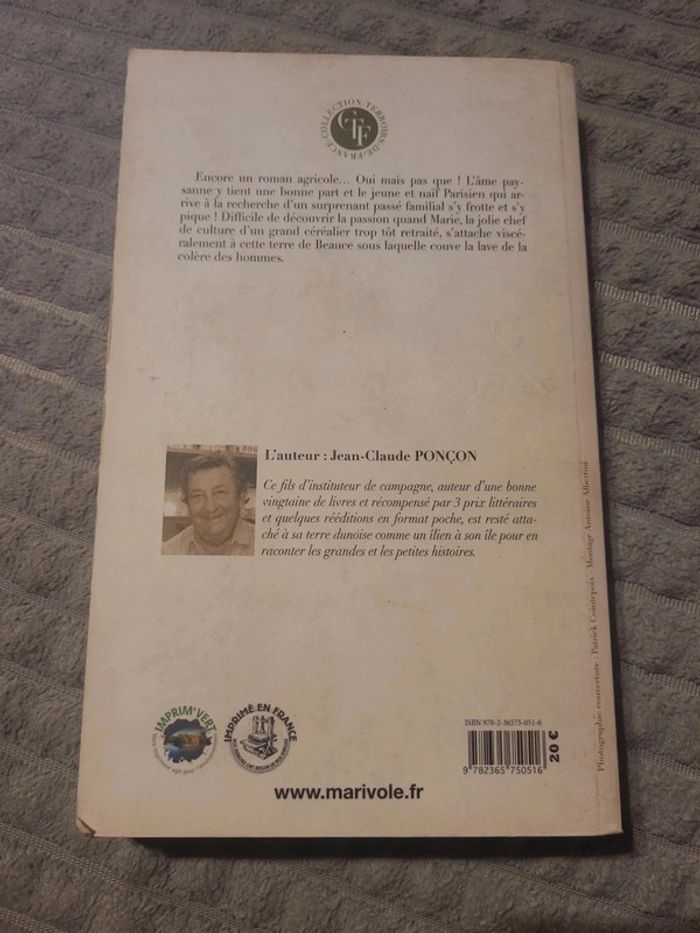 COLLECTION·TERROIRS·DE·FRANCE
CTF
Encore un roman agricole... Oui mais pas que ! L'âme pay-
sanne y tient une bonne part et le jeune et naïf Parisien qui ar-
rive à la recherche d'un surprenant passé familial s'y frotte et s'y
pique ! Difficile de découvrir la passion quand Marie, la jolie chef
de culture d'un grand céréalier trop tôt retraité, s'attache viscé-
ralement à cette terre de Beauce sous laquelle couve la lave de la
colère des hommes.
L'auteur : Jean-Claude PONÇON
Ce fils d'instituteur de campagne, auteur d'une bonne
vingtaine de livres et récompensé par 3 prix littéraires
et quelques rééditions en format poche, est resté atta-
ché à sa terre dunoise comme un îlien à son île pour en
raconter les grandes et les petites histoires.
Photographie couverture : Patrick Cointepoix - Montage Antoine Albertini
IMPRIM'VERT
IMPRIMÉ EN FRANCE
ISBN 978-2-36575-051-6
9 782365 750516
20 €
www.marivole.fr